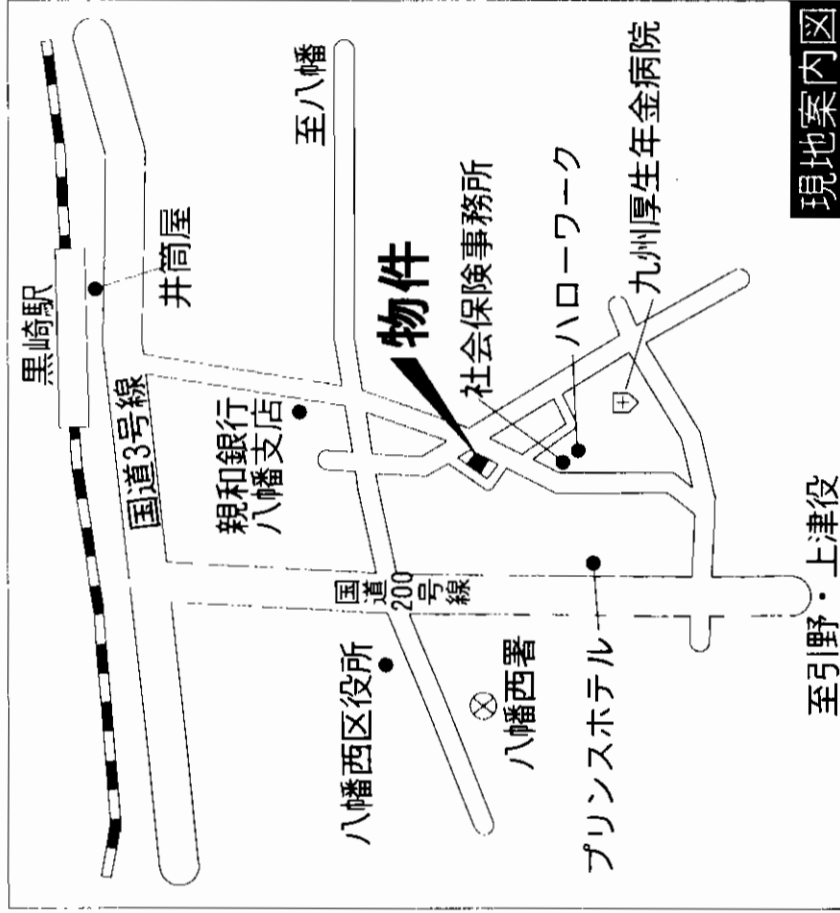 黒崎駅
井筒屋
国道3号線
至八幡
親和銀行
八幡支店
物件
社会保険事務所
ハローワーク
九州厚生年金病院
国道
200
号線
八幡西区役所
八幡西署
プリンスホテル
至引野・上津役
現地案内図